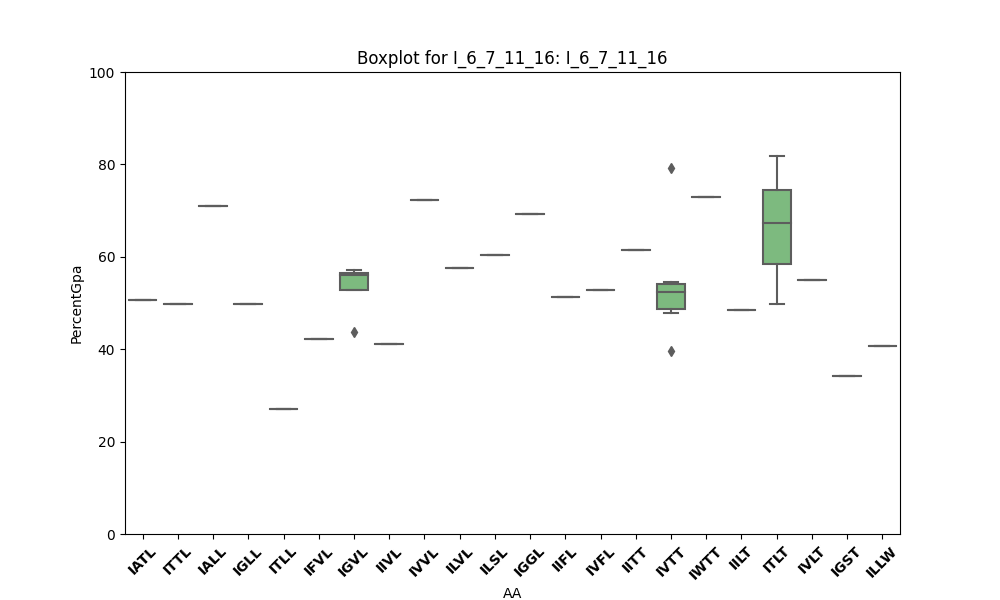 Boxplot for I_6_7_11_16: I_6_7_11_16
100
80
60
40
20
0
PercentGpa
IATL ITTL IALL IGLL ITLL IFVL IGVL IIVL IVVL ILVL ILSL IGGL IIFL IVFL IITT IVTT IWTT IILT ITLT IVLT IGST ILLW
AA